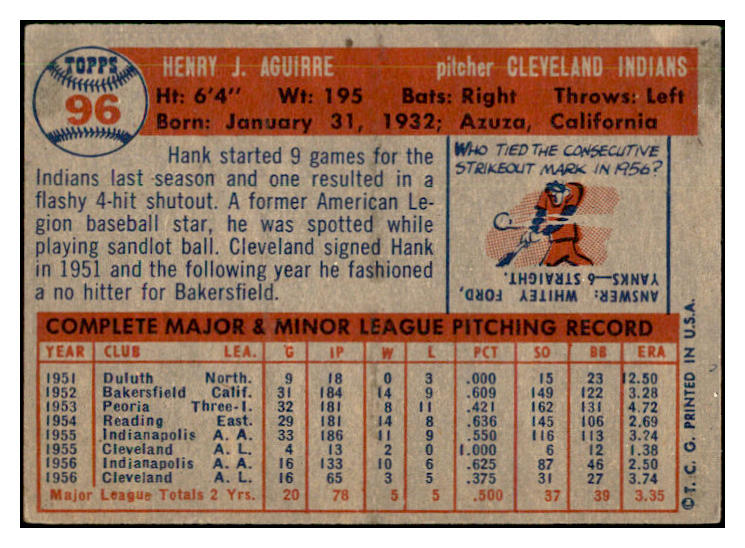 TOPPS
96
HENRY J. AGUIRRE pitcher CLEVELAND INDIANS
Ht: 6'4" Wt: 195 Bats: Right Throws: Left
Born: January 31, 1932; Azuza, California
Hank started 9 games for the
Indians last season and one resulted in a
flashy 4-hit shutout. A former American Le-
gion baseball star, he was spotted while
playing sandlot ball. Cleveland signed Hank
in 1951 and the following year he fashioned
a no hitter for Bakersfield.
WHO TIED THE CONSECUTIVE
STRIKEOUT MARK IN 1956?
ANSWER: WHITEY FORD,
YANKS—6 STRAIGHT.
COMPLETE MAJOR & MINOR LEAGUE PITCHING RECORD
YEAR CLUB LEA. G IP W L PCT SO BB ERA
1951 Duluth North. 9 18 0 3 .000 15 23 12.50
1952 Bakersfield Calif. 31 184 14 9 .609 149 122 3.28
1953 Peoria Three-I. 32 181 8 11 .421 162 131 4.72
1954 Reading East. 29 181 14 8 .636 145 106 2.69
1955 Indianapolis A. A. 33 186 11 9 .550 116 113 3.74
1955 Cleveland A. L. 4 13 2 0 1.000 6 12 1.38
1956 Indianapolis A. A. 16 133 10 6 .625 87 46 2.50
1956 Cleveland A. L. 16 65 3 5 .375 31 27 3.74
Major League Totals 2 Yrs. 20 78 5 5 .500 37 39 3.35
© T. C. G. PRINTED IN U.S.A.